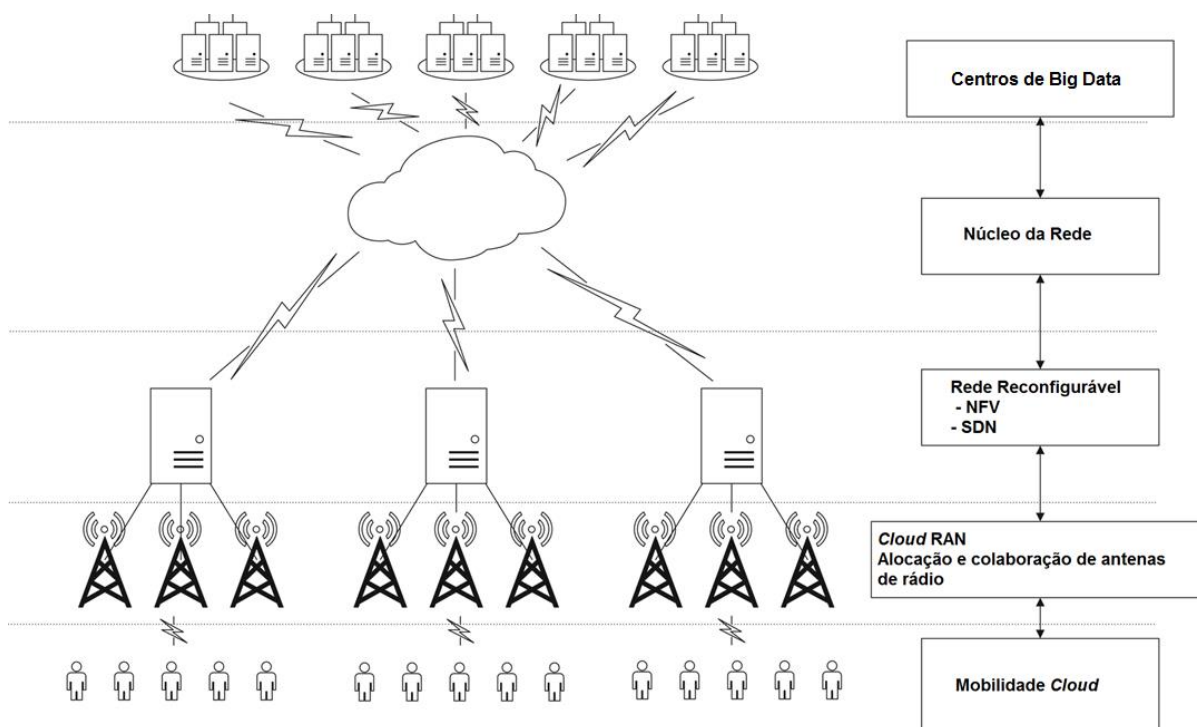 Centros de Big Data
Núcleo da Rede
Rede Reconfigurável
- NFV
- SDN
Cloud RAN
Alocação e colaboração de antenas
de rádio
Mobilidade Cloud